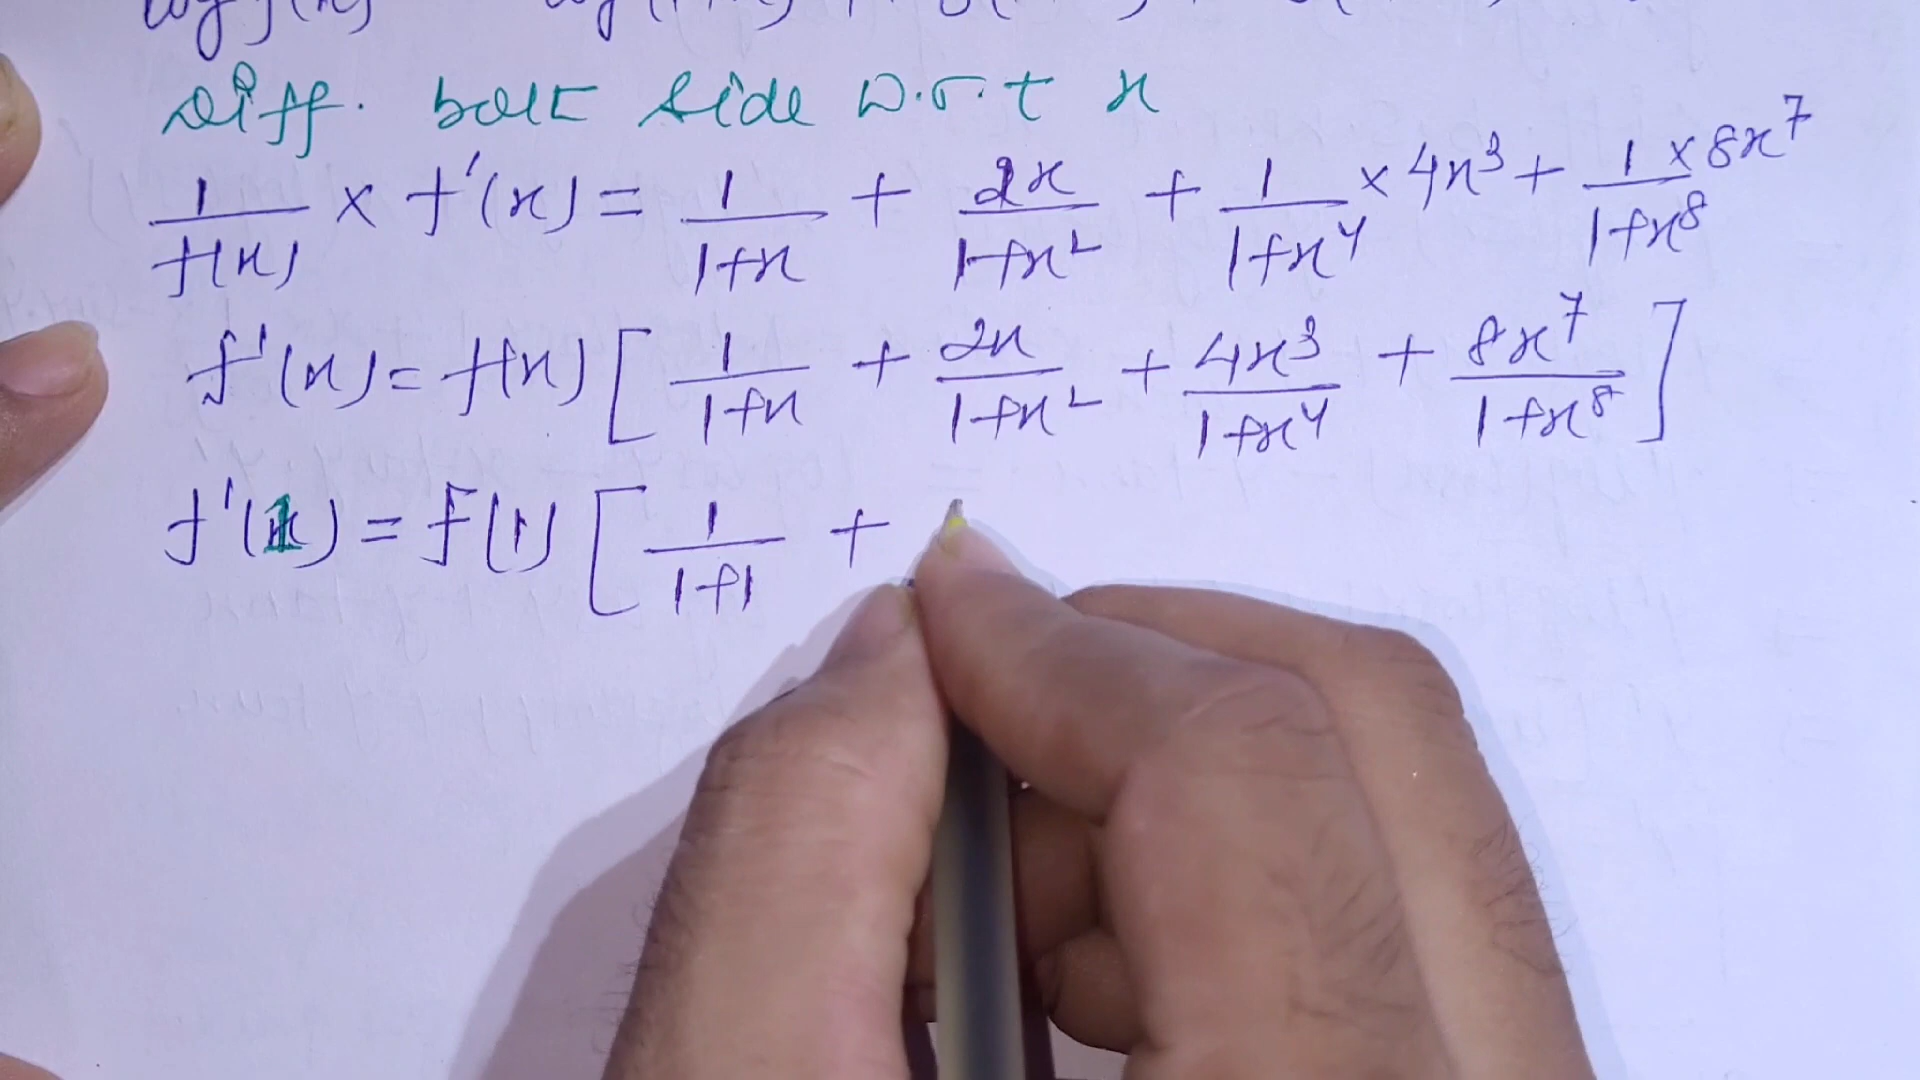 Diff. both side w.r.t x
1/f(x) × f'(x) = 1/1+x + 2x/1+x² + 1/1+x⁴ × 4x³ + 1/1+x⁸ × 8x⁷
f'(x) = f(x) [ 1/1+x + 2x/1+x² + 4x³/1+x⁴ + 8x⁷/1+x⁸ ]
f'(1) = f(1) [ 1/1+1 +